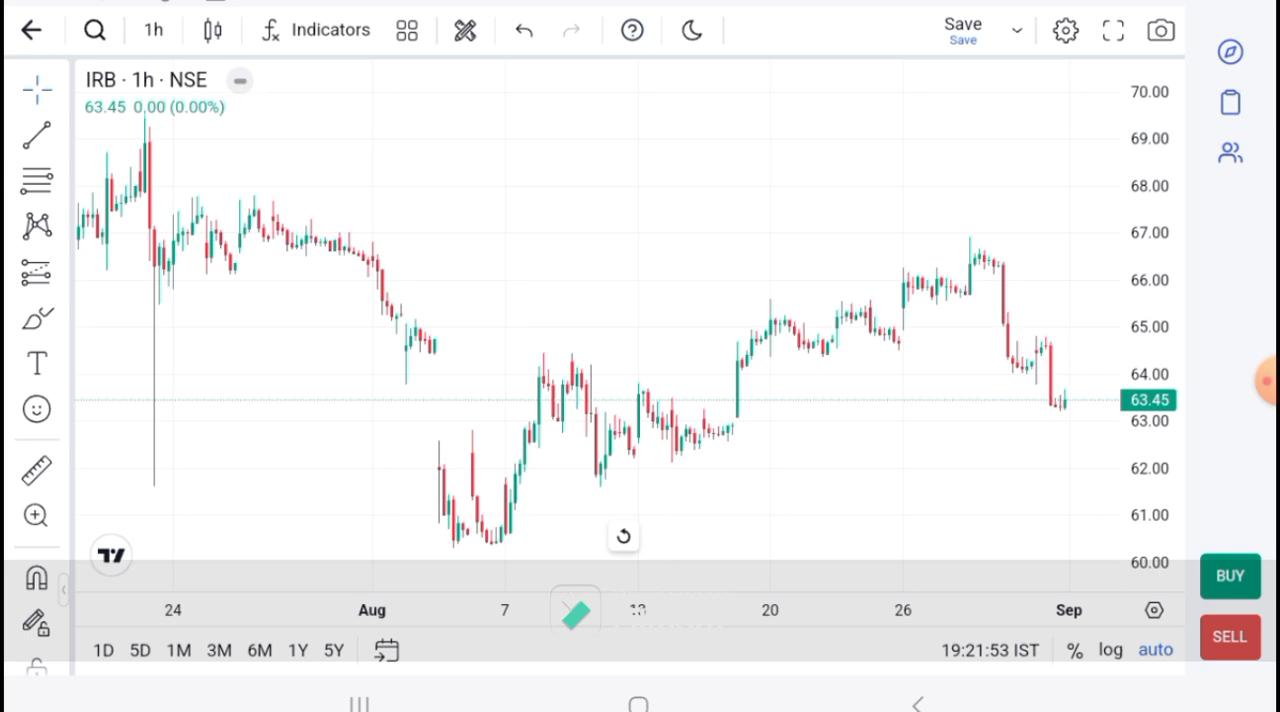 1h
Indicators
Save
Save
IRB · 1h · NSE
63.45 0.00 (0.00%)
70.00
69.00
68.00
67.00
66.00
65.00
64.00
63.45
63.00
62.00
61.00
60.00
24
Aug
7
13
20
26
Sep
1D
5D
1M
3M
6M
1Y
5Y
19:21:53 IST
%
log
auto
BUY
SELL